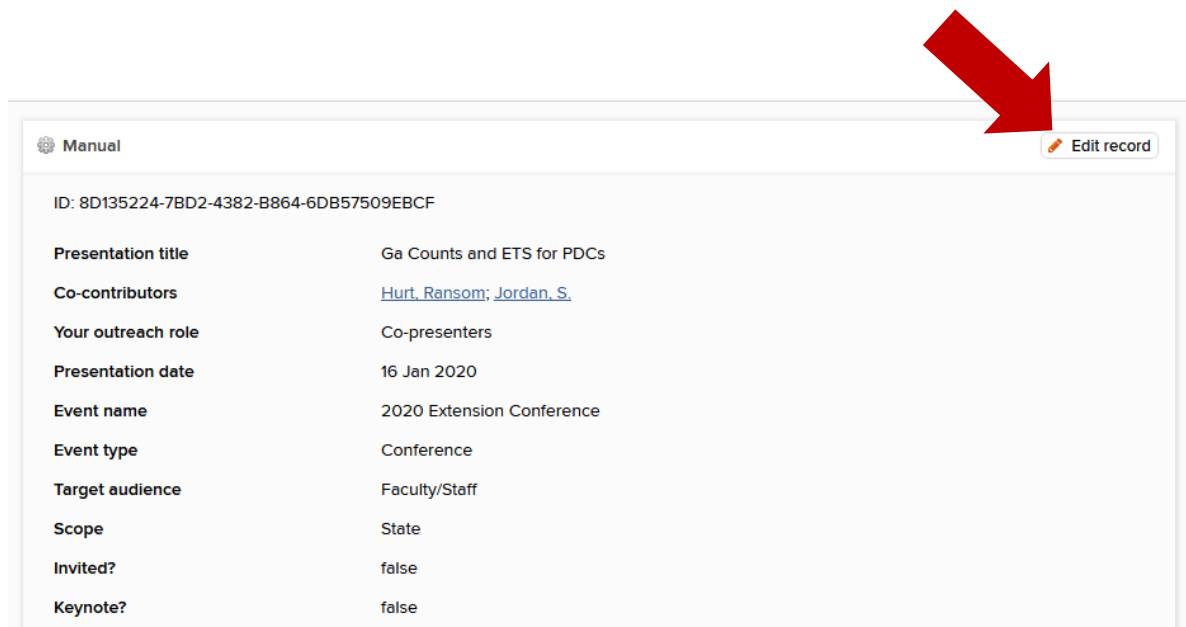 Manual Edit record
ID: 8D135224-7BD2-4382-B864-6DB57509EBCF
Presentation title Ga Counts and ETS for PDCs
Co-contributors Hurt, Ransom; Jordan, S.
Your outreach role Co-presenters
Presentation date 16 Jan 2020
Event name 2020 Extension Conference
Event type Conference
Target audience Faculty/Staff
Scope State
Invited? false
Keynote? false